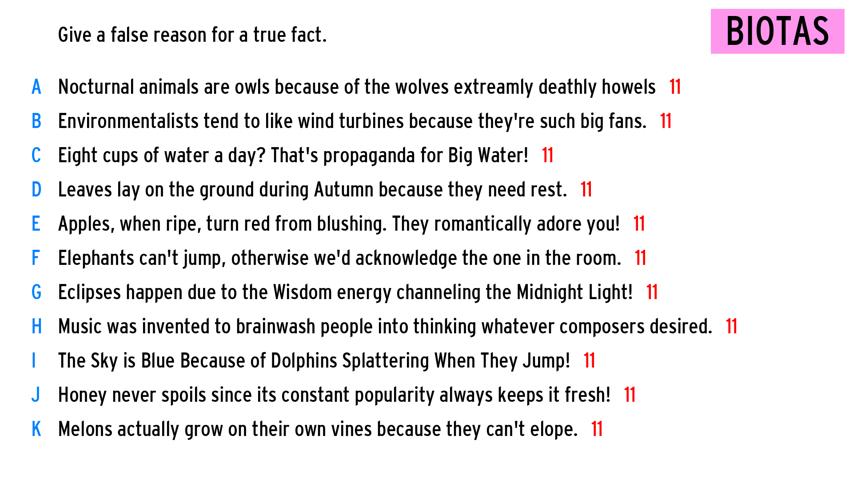 Give a false reason for a true fact.
BIOTAS
A Nocturnal animals are owls because of the wolves extreamly deathly howels 11
B Environmentalists tend to like wind turbines because they're such big fans. 11
C Eight cups of water a day? That's propaganda for Big Water! 11
D Leaves lay on the ground during Autumn because they need rest. 11
E Apples, when ripe, turn red from blushing. They romantically adore you! 11
F Elephants can't jump, otherwise we'd acknowledge the one in the room. 11
G Eclipses happen due to the Wisdom energy channeling the Midnight Light! 11
H Music was invented to brainwash people into thinking whatever composers desired. 11
I The Sky is Blue Because of Dolphins Splattering When They Jump! 11
J Honey never spoils since its constant popularity always keeps it fresh! 11
K Melons actually grow on their own vines because they can't elope. 11